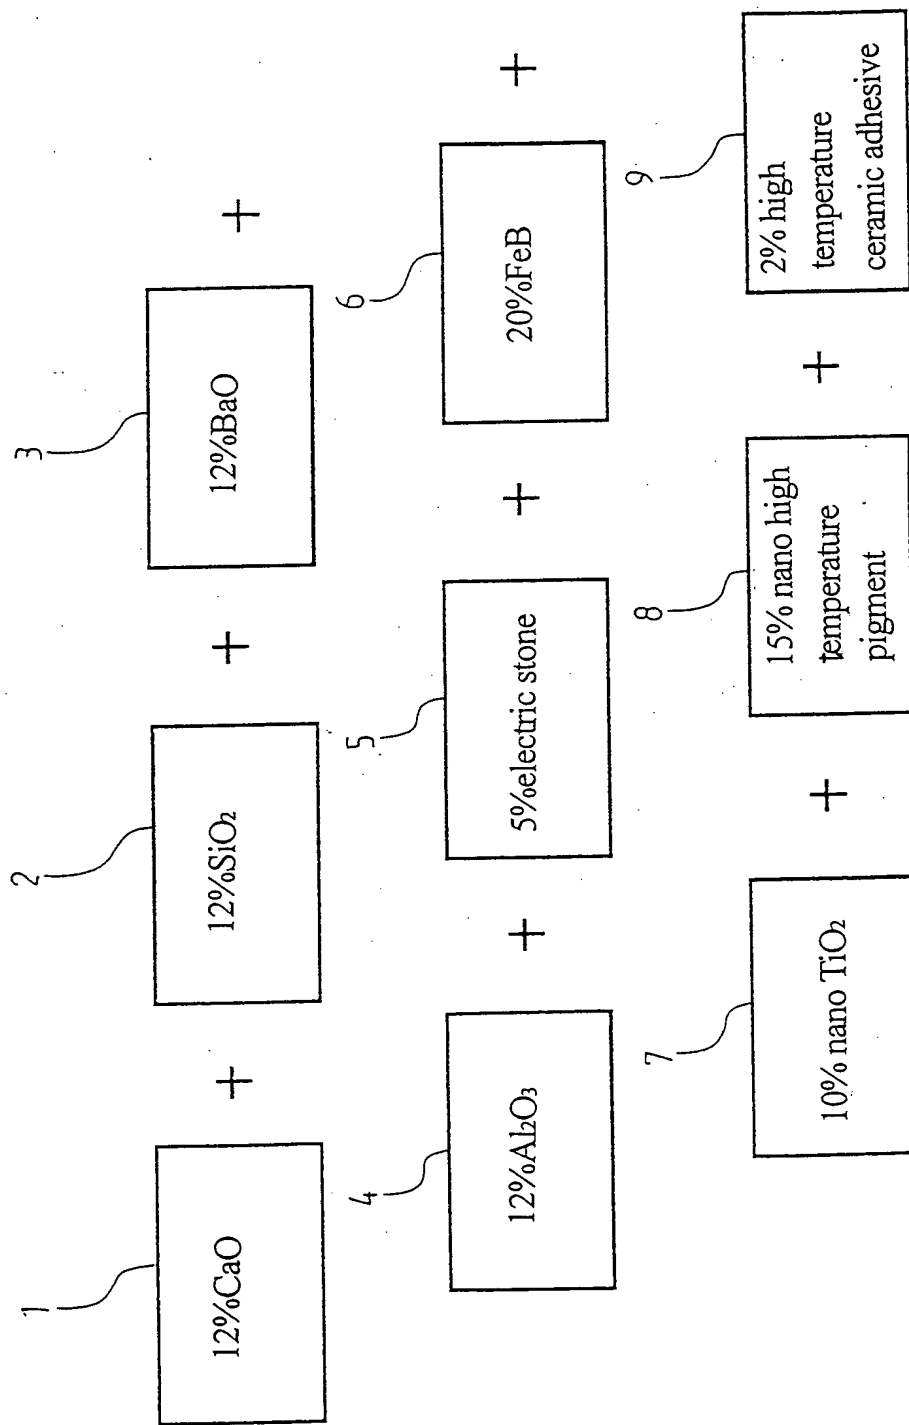 1
12%CaO
+
2
12%SiO₂
+
3
12%BaO
+
4
12%Al₂O₃
+
5
5%electric stone
+
6
20%FeB
+
7
10% nano TiO₂
+
8
15% nano high
temperature
pigment
+
9
2% high
temperature
ceramic adhesive